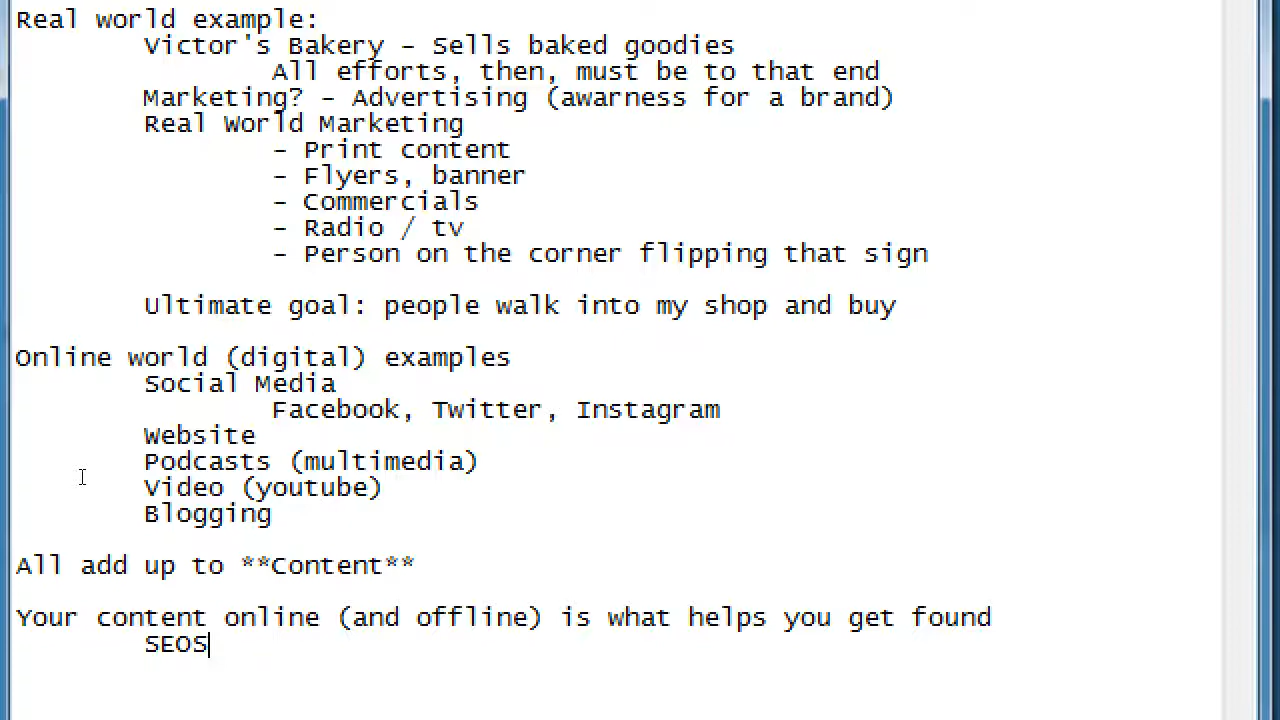 Real world example:
Victor's Bakery – Sells baked goodies
All efforts, then, must be to that end
Marketing? – Advertising (awarness for a brand)
Real World Marketing
– Print content
– Flyers, banner
– Commercials
– Radio / tv
– Person on the corner flipping that sign
Ultimate goal: people walk into my shop and buy
Online world (digital) examples
Social Media
Facebook, Twitter, Instagram
Website
Podcasts (multimedia)
Video (youtube)
Blogging
All add up to **Content**
Your content online (and offline) is what helps you get found
SEOS